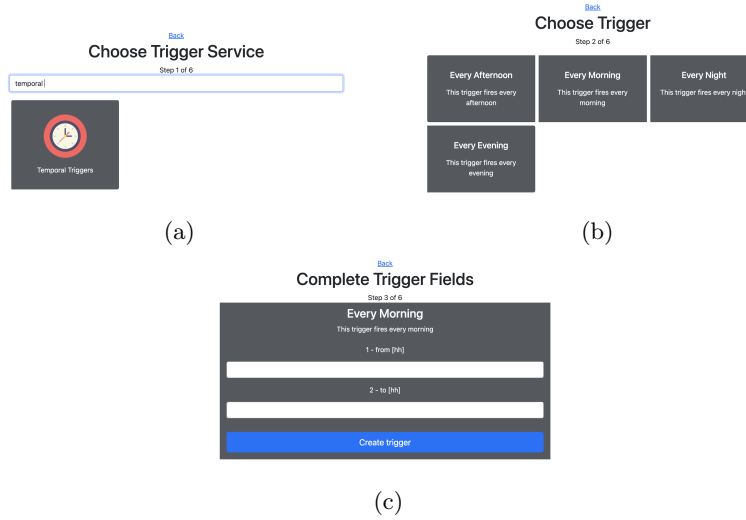 Back
Choose Trigger Service
Step 1 of 6
temporal
Temporal Triggers
(a)
Back
Choose Trigger
Step 2 of 6
Every Afternoon
This trigger fires every
afternoon
Every Morning
This trigger fires every
morning
Every Night
This trigger fires every nigh
Every Evening
This trigger fires every
evening
(b)
Back
Complete Trigger Fields
Step 3 of 6
Every Morning
This trigger fires every morning
1 - from [hh]
2 - to [hh]
Create trigger
(c)